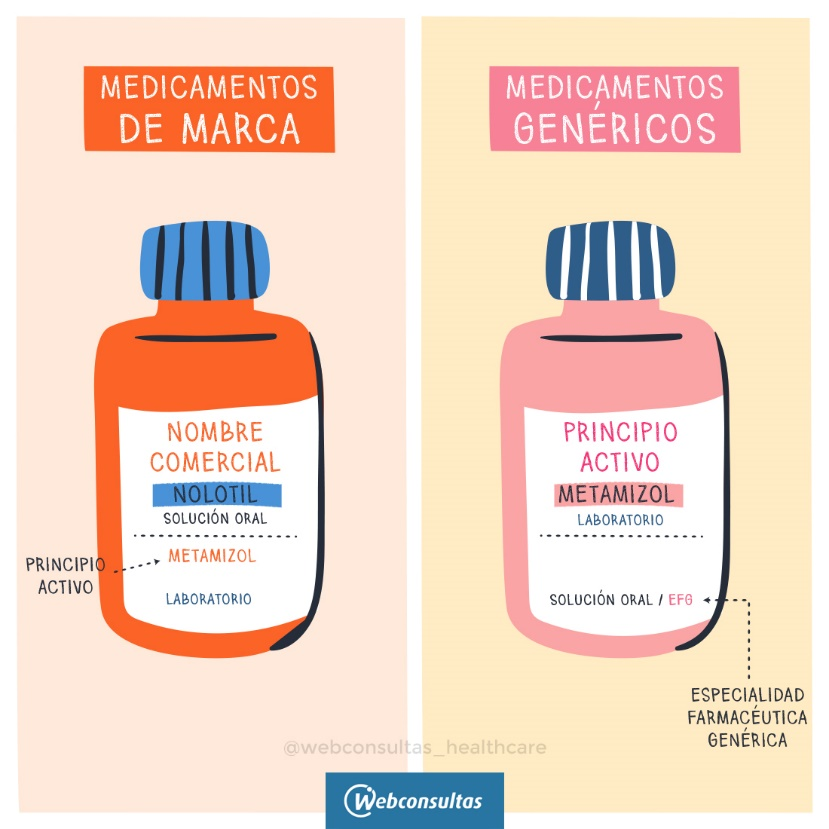 MEDICAMENTOS
DE MARCA
NOMBRE
COMERCIAL
NOLOTIL
SOLUCIÓN ORAL
METAMIZOL
LABORATORIO
PRINCIPIO
ACTIVO
MEDICAMENTOS
GENÉRICOS
PRINCIPIO
ACTIVO
METAMIZOL
LABORATORIO
SOLUCIÓN ORAL / EFG
ESPECIALIDAD
FARMACÉUTICA
GENÉRICA
@webconsultas_healthcare
Webconsultas